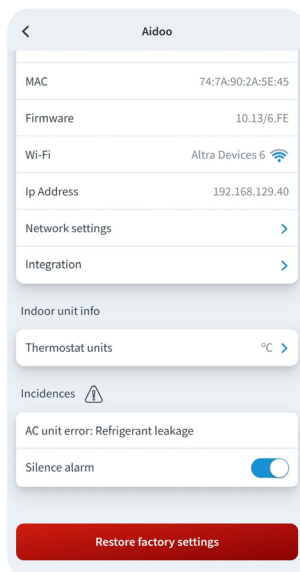 Aidoo
MAC 74:7A:90:2A:5E:45
Firmware 10.13/6.FE
Wi-Fi Altra Devices 6
Ip Address 192.168.129.40
Network settings
Integration
Indoor unit info
Thermostat units ºC
Incidences
AC unit error: Refrigerant leakage
Silence alarm
Restore factory settings